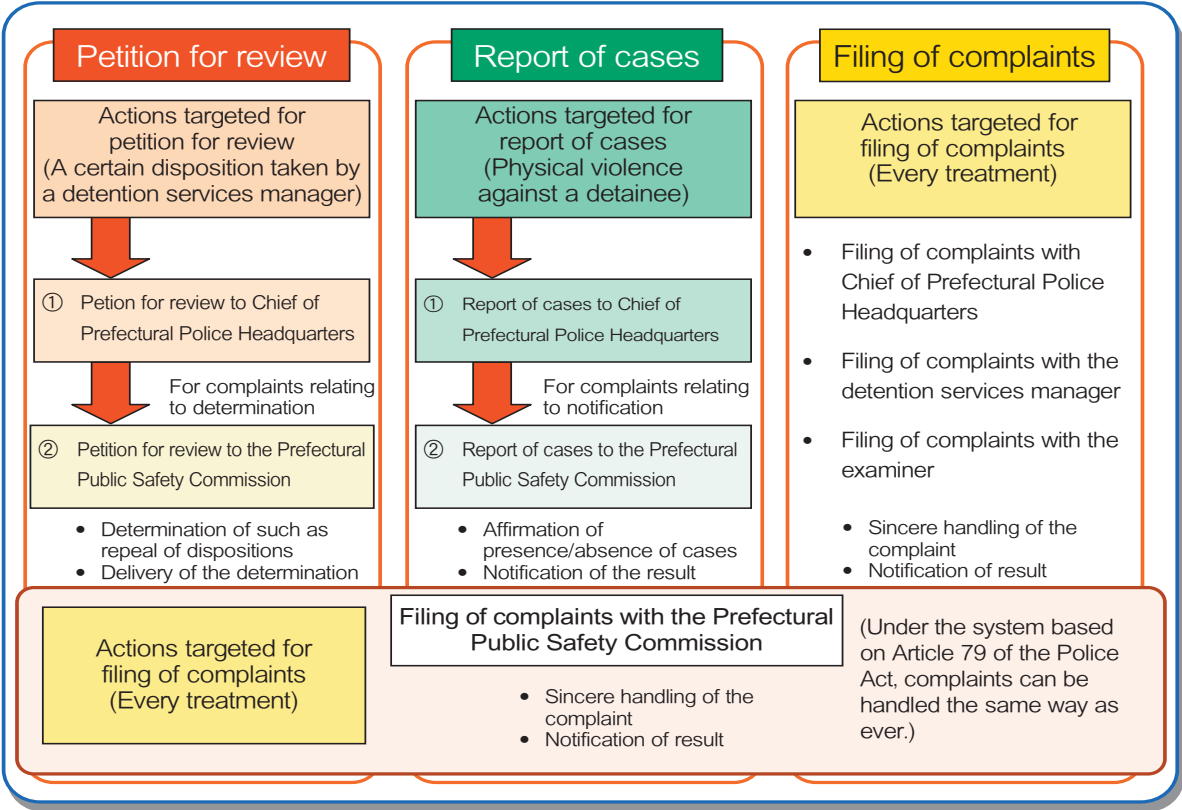 Petition for review
Actions targeted for
petition for review
(A certain disposition taken by
a detention services manager)
① Petion for review to Chief of
Prefectural Police Headquarters
For complaints relating
to determination
② Petition for review to the Prefectural
Public Safety Commission
• Determination of such as
repeal of dispositions
• Delivery of the determination
Report of cases
Actions targeted for
report of cases
(Physical violence
against a detainee)
① Report of cases to Chief of
Prefectural Police Headquarters
For complaints relating
to notification
② Report of cases to the Prefectural
Public Safety Commission
• Affirmation of
presence/absence of cases
• Notification of the result
Filing of complaints
Actions targeted for
filing of complaints
(Every treatment)
• Filing of complaints with
Chief of Prefectural Police
Headquarters
• Filing of complaints with the
detention services manager
• Filing of complaints with the
examiner
• Sincere handling of the
complaint
• Notification of result
Actions targeted for
filing of complaints
(Every treatment)
Filing of complaints with the Prefectural
Public Safety Commission
• Sincere handling of the
complaint
• Notification of result
(Under the system based
on Article 79 of the Police
Act, complaints can be
handled the same way as
ever.)